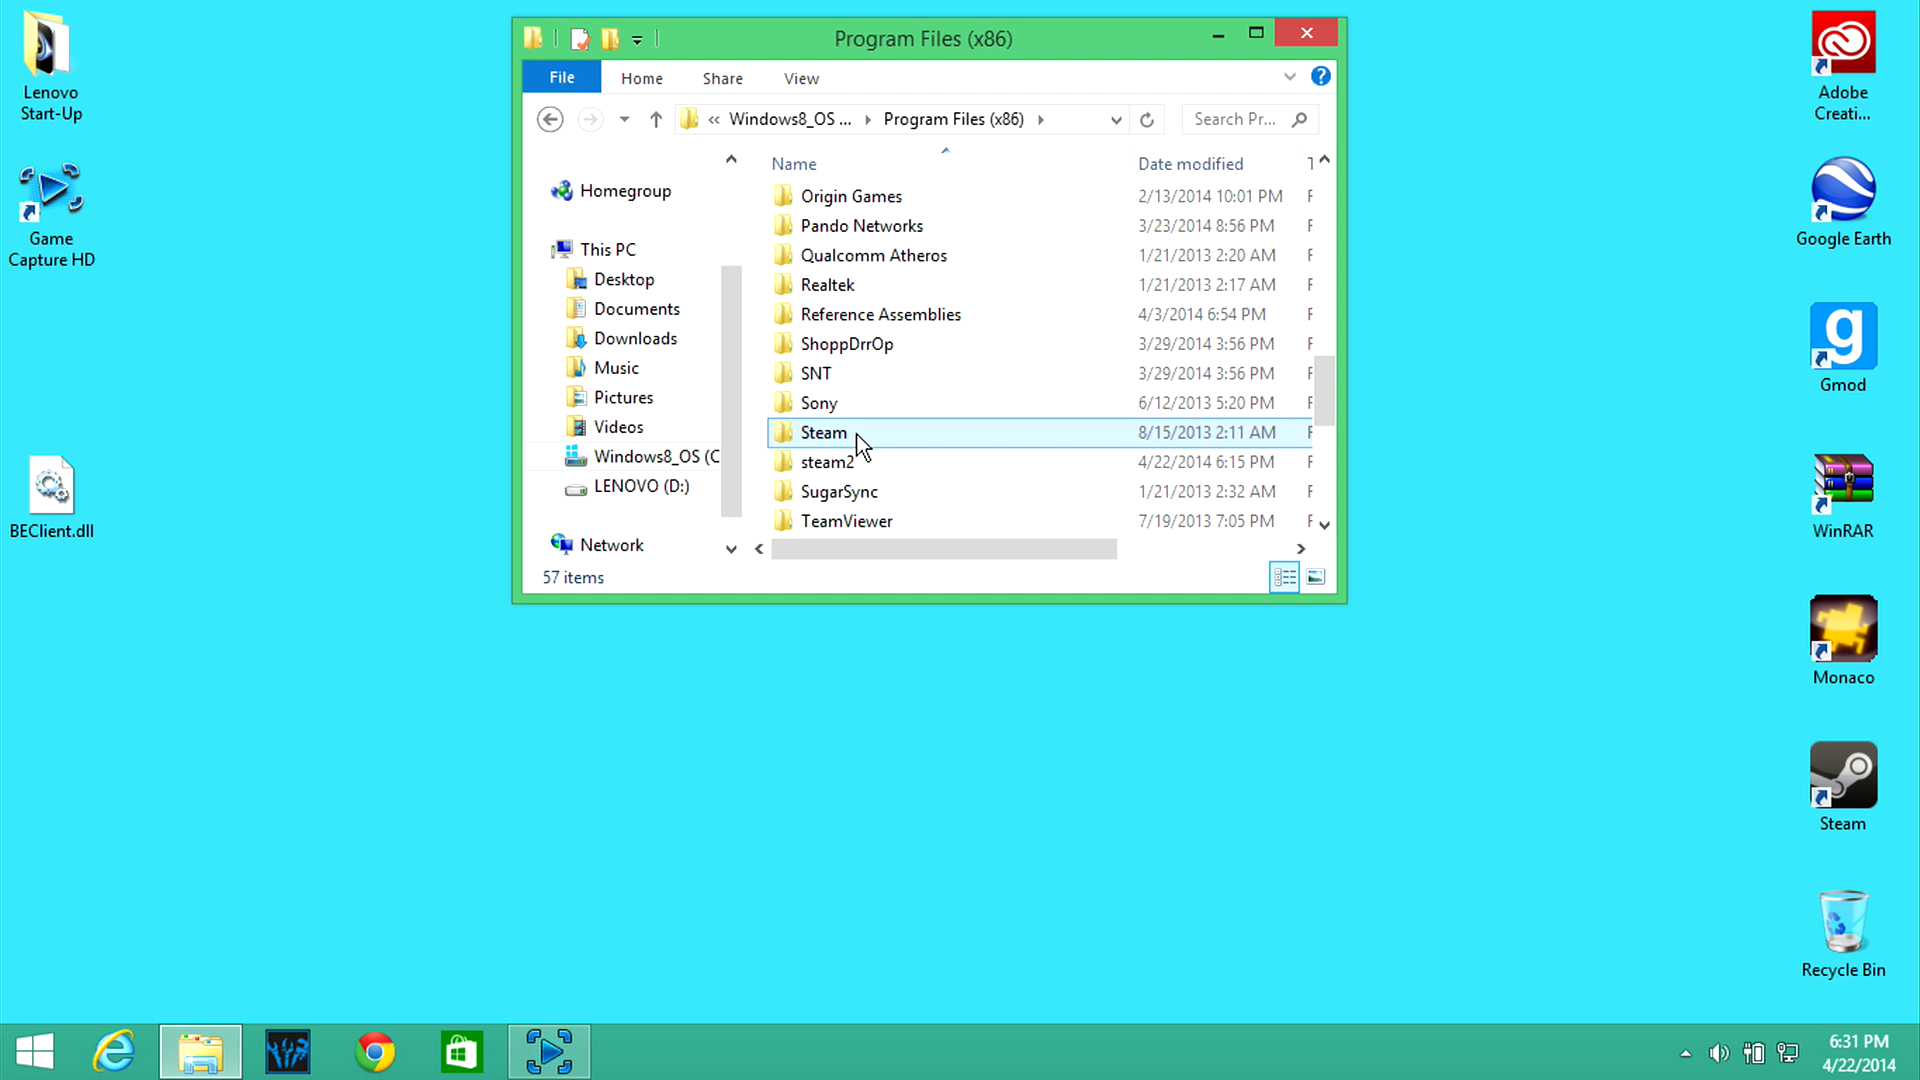 Lenovo
Start-Up
Game
Capture HD
BEClient.dll
Program Files (x86)
File
Home
Share
View
« Windows8_OS ...
Program Files (x86)
Search Pr...
Homegroup
This PC
Desktop
Documents
Downloads
Music
Pictures
Videos
Windows8_OS (C
LENOVO (D:)
Network
Name Date modified
Origin Games 2/13/2014 10:01 PM F
Pando Networks 3/23/2014 8:56 PM F
Qualcomm Atheros 1/21/2013 2:20 AM F
Realtek 1/21/2013 2:17 AM F
Reference Assemblies 4/3/2014 6:54 PM F
ShoppDrrOp 3/29/2014 3:56 PM F
SNT 3/29/2014 3:56 PM F
Sony 6/12/2013 5:20 PM F
Steam 8/15/2013 2:11 AM F
steam2 4/22/2014 6:15 PM F
SugarSync 1/21/2013 2:32 AM F
TeamViewer 7/19/2013 7:05 PM F
57 items
Adobe
Creati...
Google Earth
Gmod
WinRAR
Monaco
Steam
Recycle Bin
6:31 PM
4/22/2014